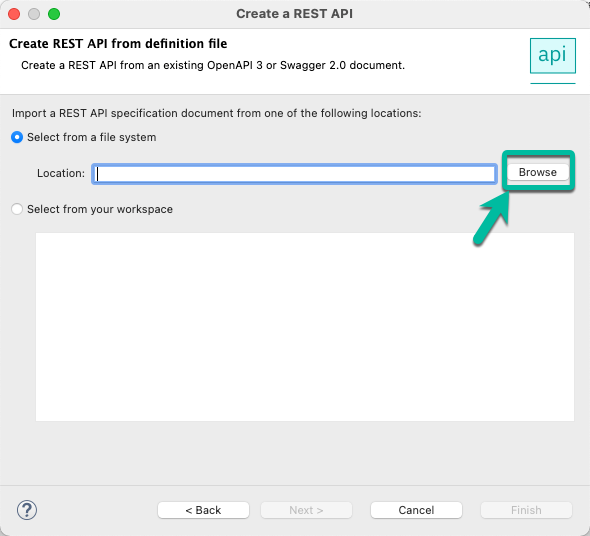 Create a REST API
Create REST API from definition file
Create a REST API from an existing OpenAPI 3 or Swagger 2.0 document.
api
Import a REST API specification document from one of the following locations:
Select from a file system
Location:
Browse
Select from your workspace
?
< Back
Next >
Cancel
Finish